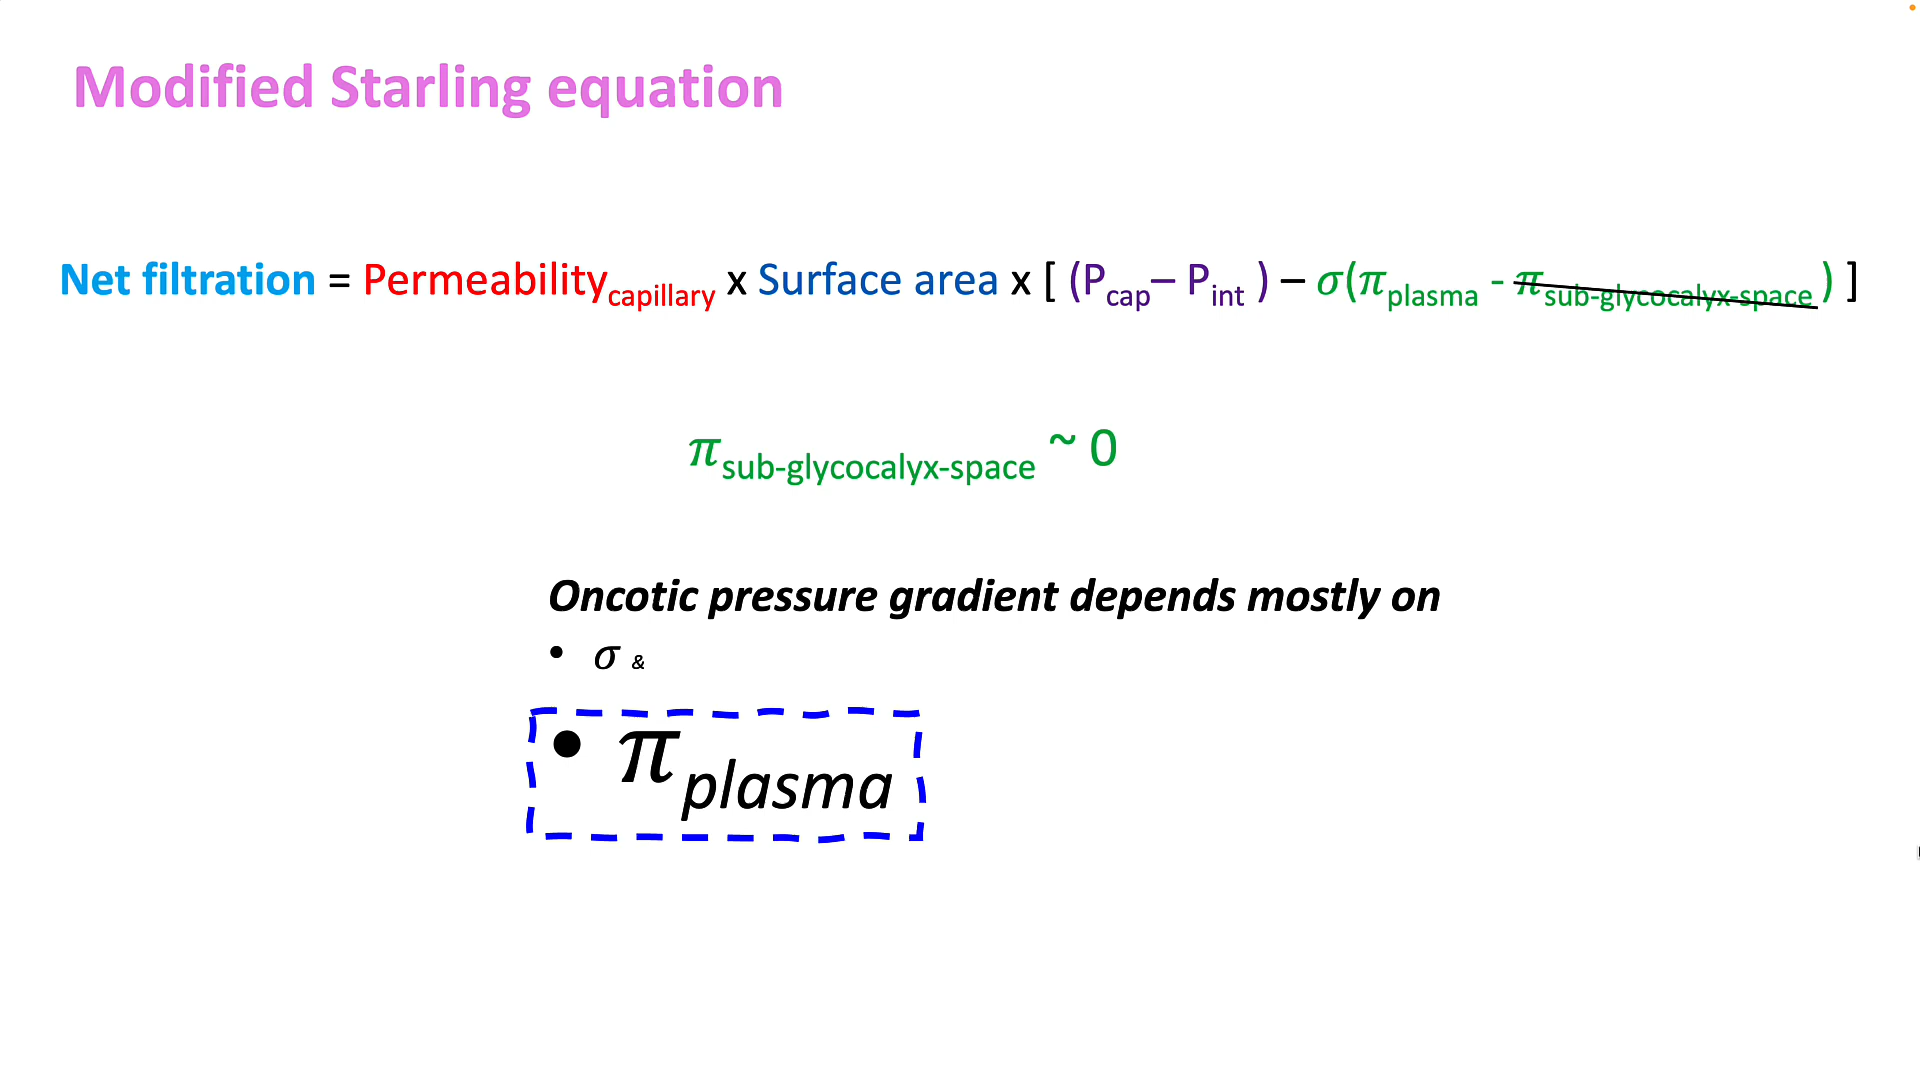 Modified Starling equation
Net filtration = Permeability_capillary x Surface area x [ (P_cap – P_int ) – σ(π_plasma - π_sub-glycocalyx-space ) ]
π_sub-glycocalyx-space ~ 0
Oncotic pressure gradient depends mostly on
• σ &
• π_plasma